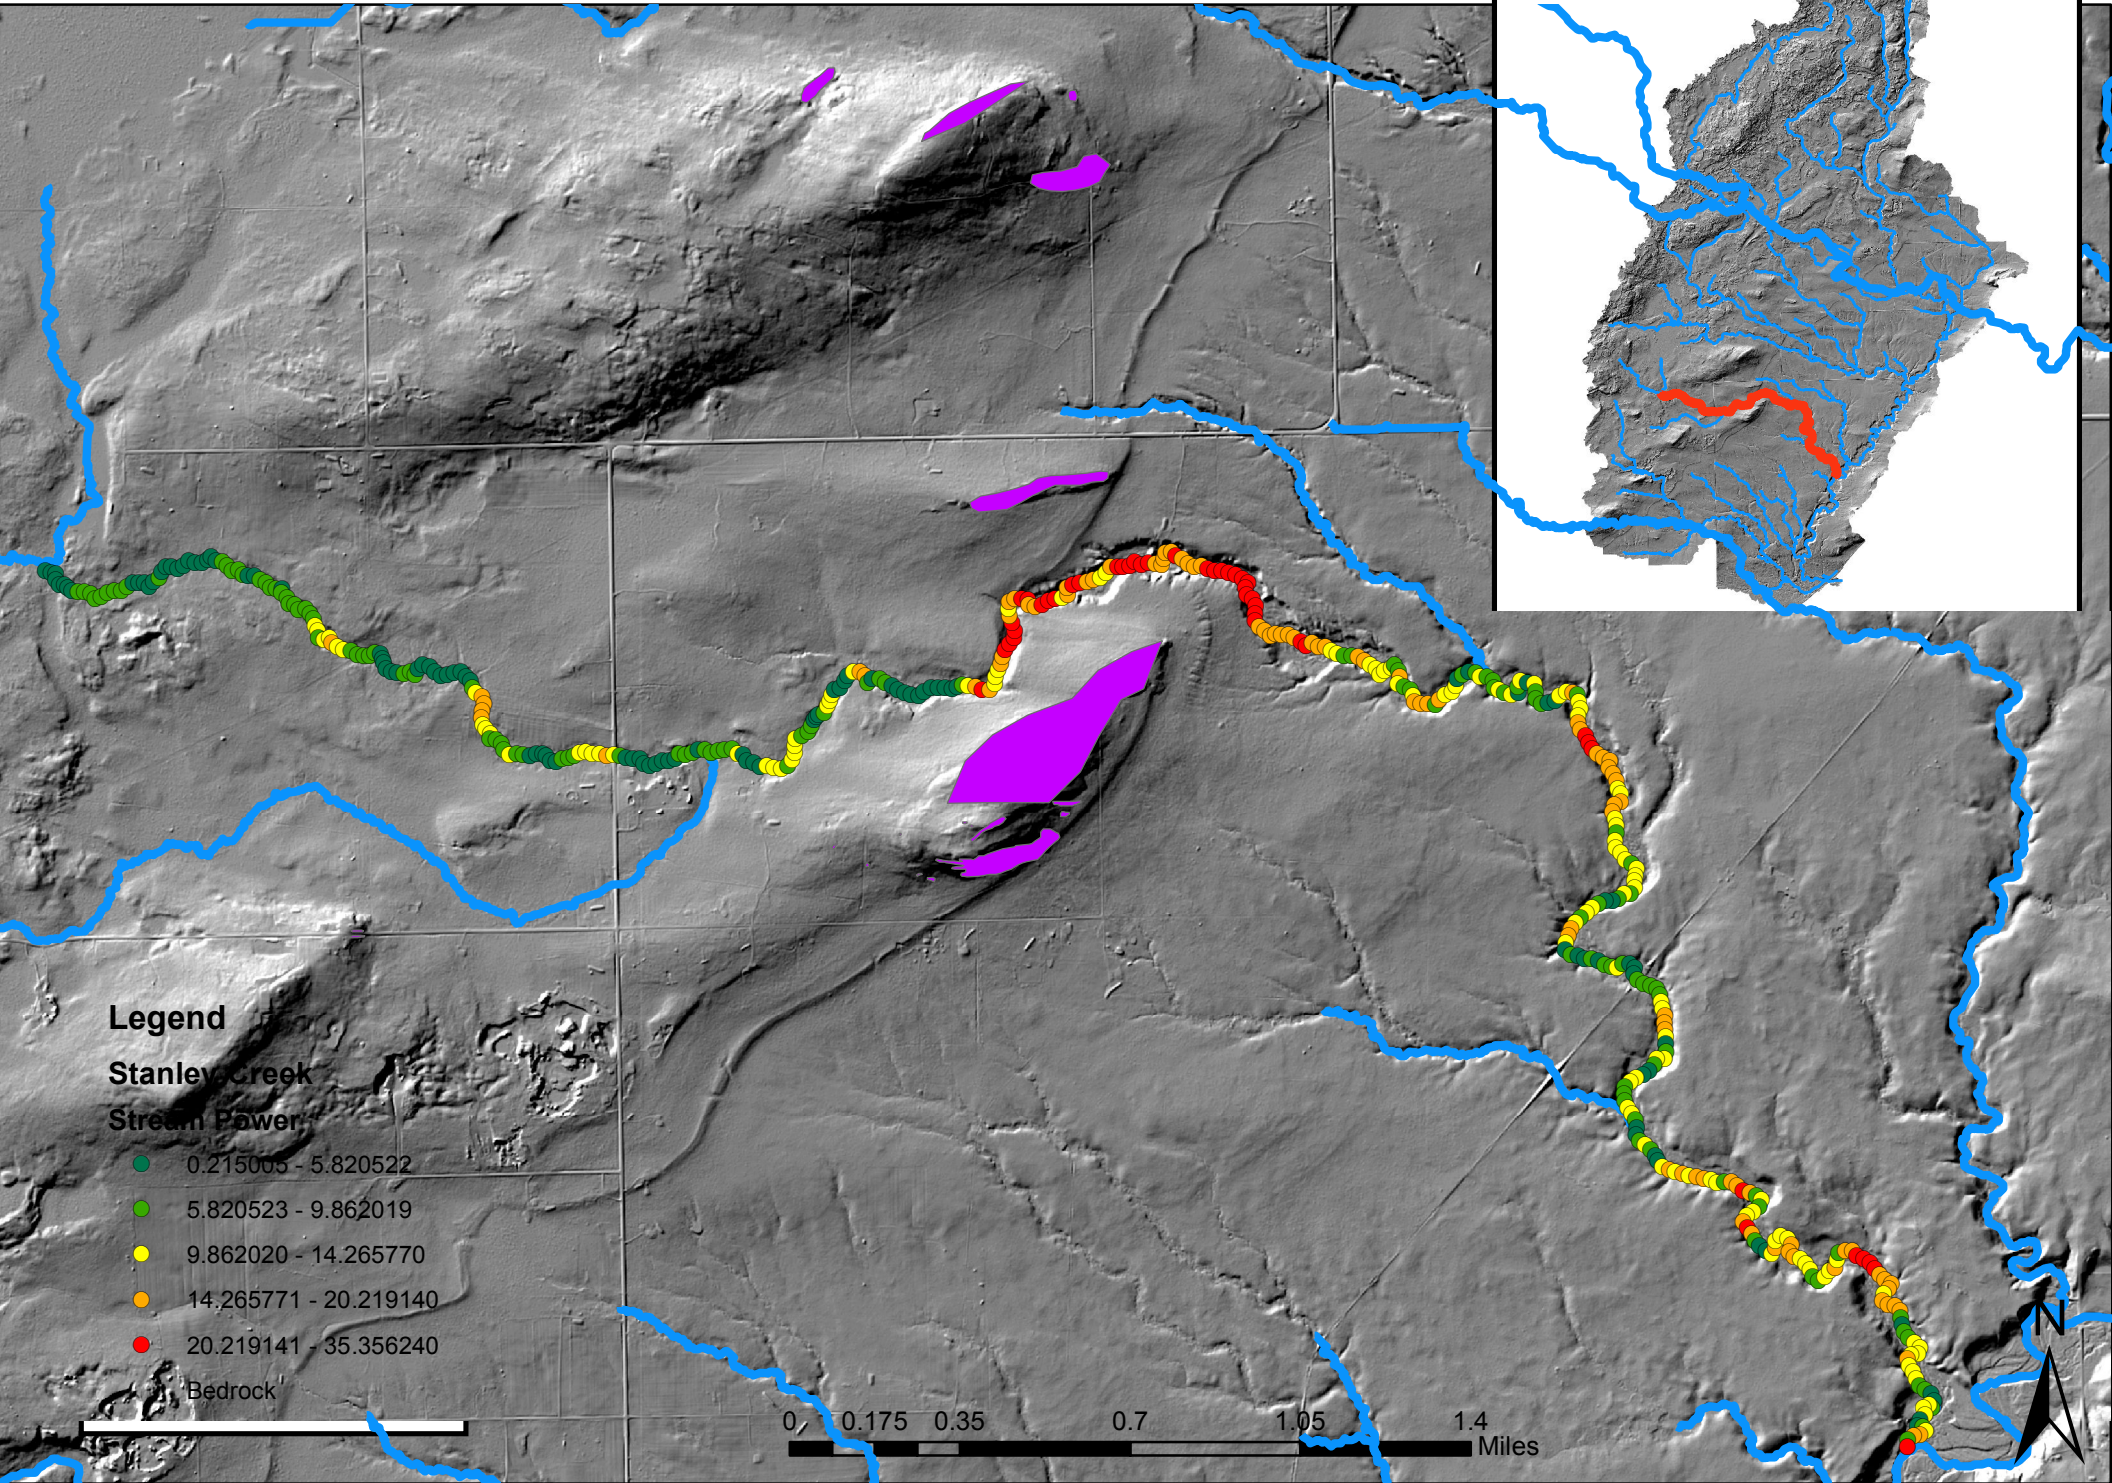 Legend
Stanley Creek
Stream Power
0.215005 - 5.820522
5.820523 - 9.862019
9.862020 - 14.265770
14.265771 - 20.219140
20.219141 - 35.356240
Bedrock
0 0.175 0.35 0.7 1.05 1.4
Miles
N